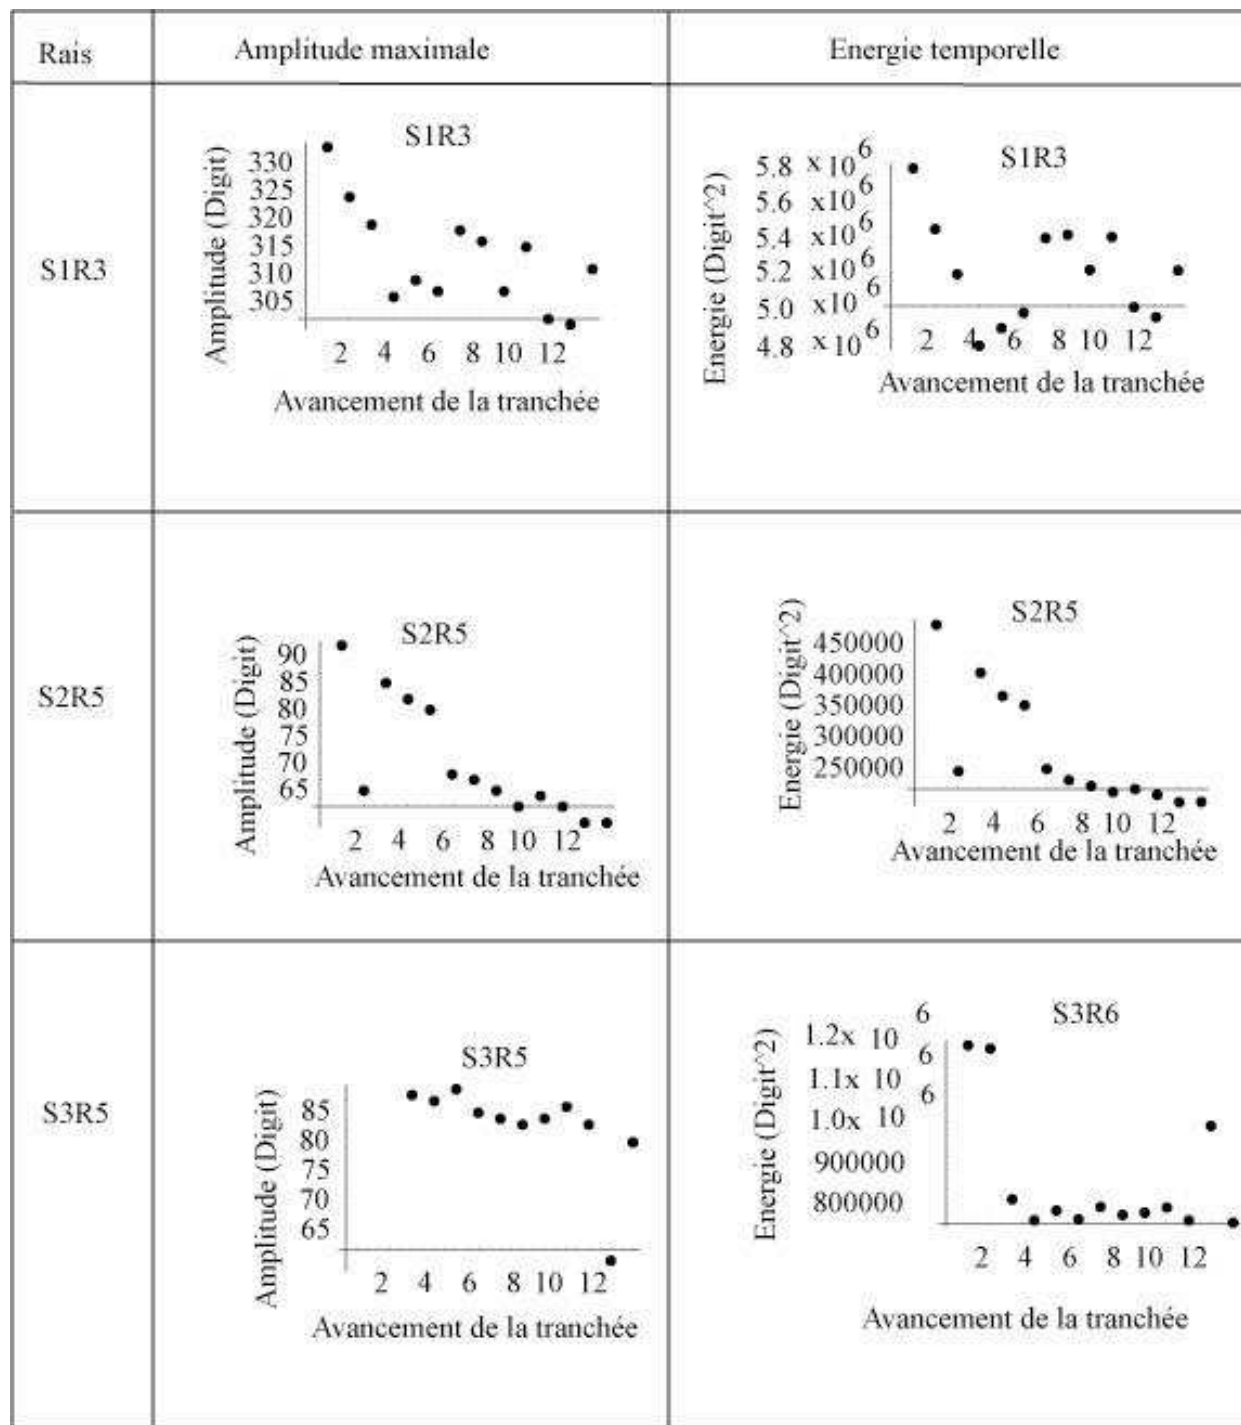 Rais Amplitude maximale Energie temporelle
S1R3
S1R3
Amplitude (Digit)
330
325
320
315
310
305
2 4 6 8 10 12
Avancement de la tranchée
S1R3
Energie (Digit^2)
5.8 x10 6
5.6 x10 6
5.4 x10 6
5.2 x10 6
5.0 x10 6
4.8 x10 6
2 4 6 8 10 12
Avancement de la tranchée
S2R5
S2R5
Amplitude (Digit)
90
85
80
75
70
65
2 4 6 8 10 12
Avancement de la tranchée
S2R5
Energie (Digit^2)
450000
400000
350000
300000
250000
2 4 6 8 10 12
Avancement de la tranchée
S3R5
S3R5
Amplitude (Digit)
85
80
75
70
65
2 4 6 8 10 12
Avancement de la tranchée
S3R6
Energie (Digit^2)
1.2x 10 6
1.1x 10 6
1.0x 10 6
900000
800000
2 4 6 8 10 12
Avancement de la tranchée